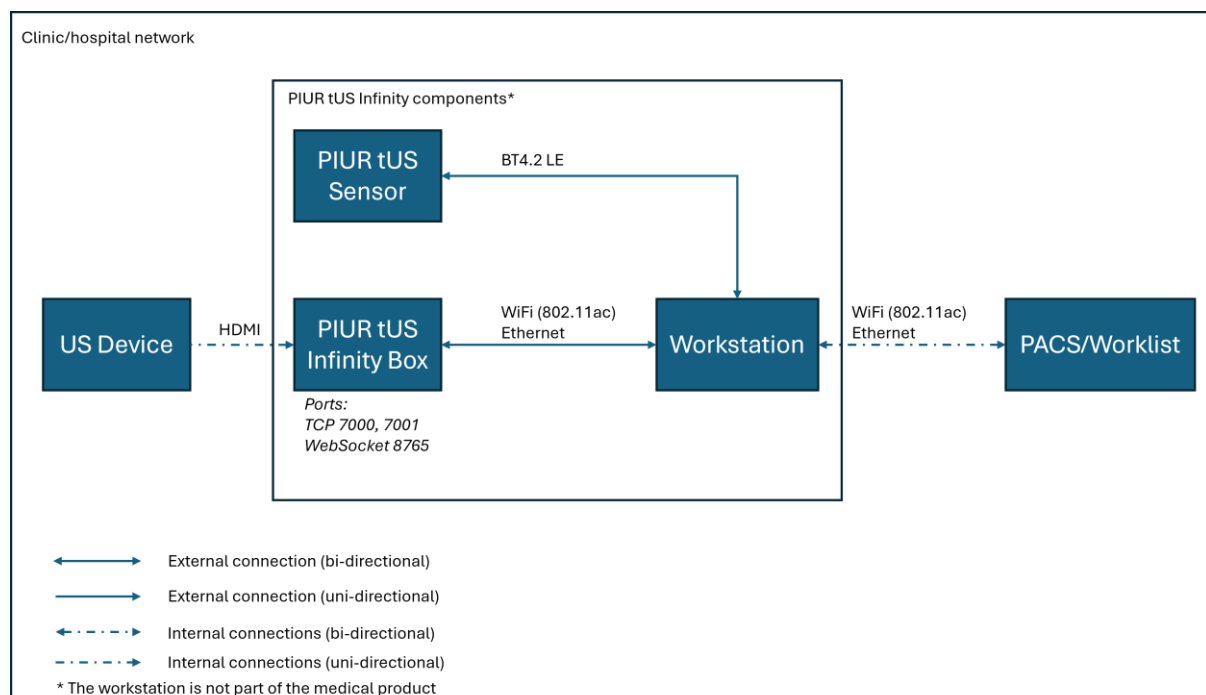 Clinic/hospital network
PIUR tUS Infinity components*
PIUR tUS
Sensor
BT4.2 LE
US Device
HDMI
PIUR tUS
Infinity Box
WiFi (802.11ac)
Ethernet
Workstation
WiFi (802.11ac)
Ethernet
PACS/Worklist
Ports:
TCP 7000, 7001
WebSocket 8765
External connection (bi-directional)
External connection (uni-directional)
Internal connections (bi-directional)
Internal connections (uni-directional)
* The workstation is not part of the medical product